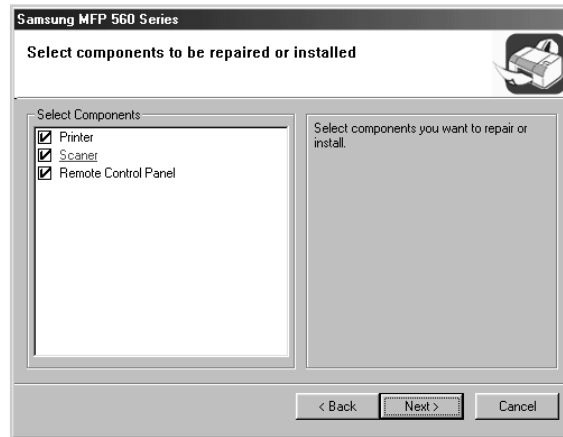 Samsung MFP 560 Series
Select components to be repaired or installed
Select Components
Printer
Scaner
Remote Control Panel
Select components you want to repair or
install.
< Back
Next >
Cancel